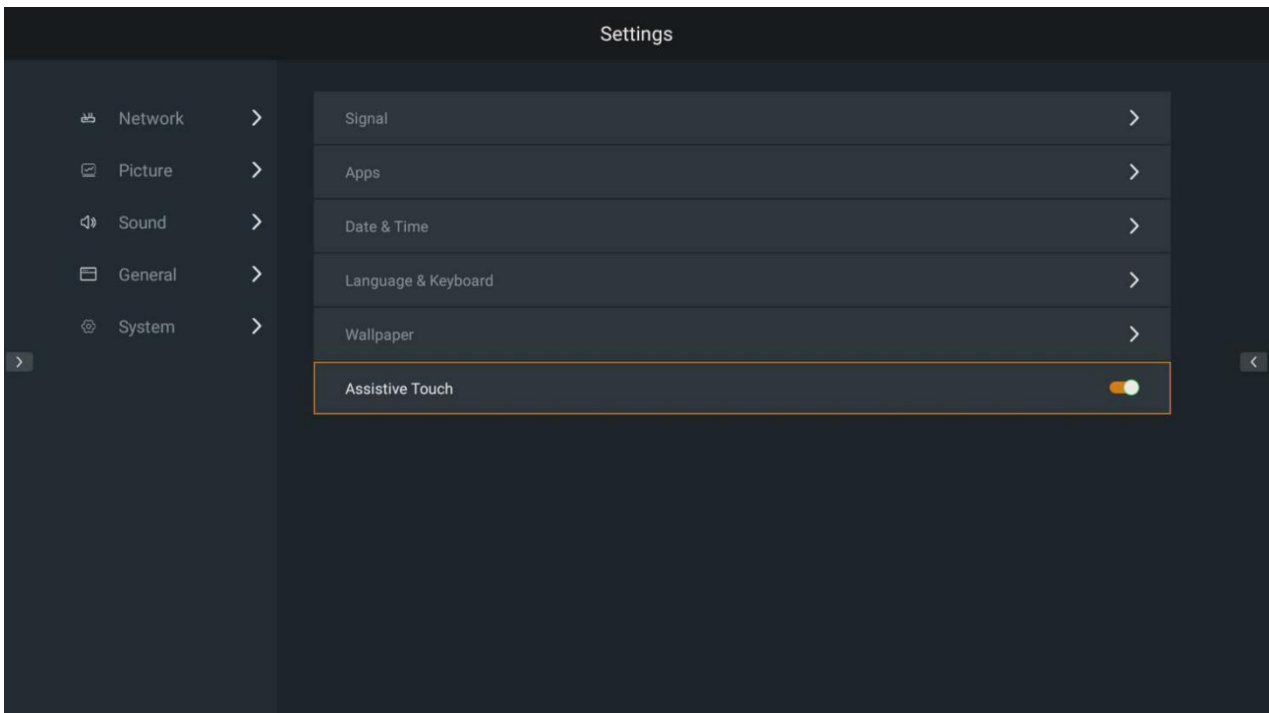 Settings
Network
Picture
Sound
General
System
Signal
Apps
Date & Time
Language & Keyboard
Wallpaper
Assistive Touch